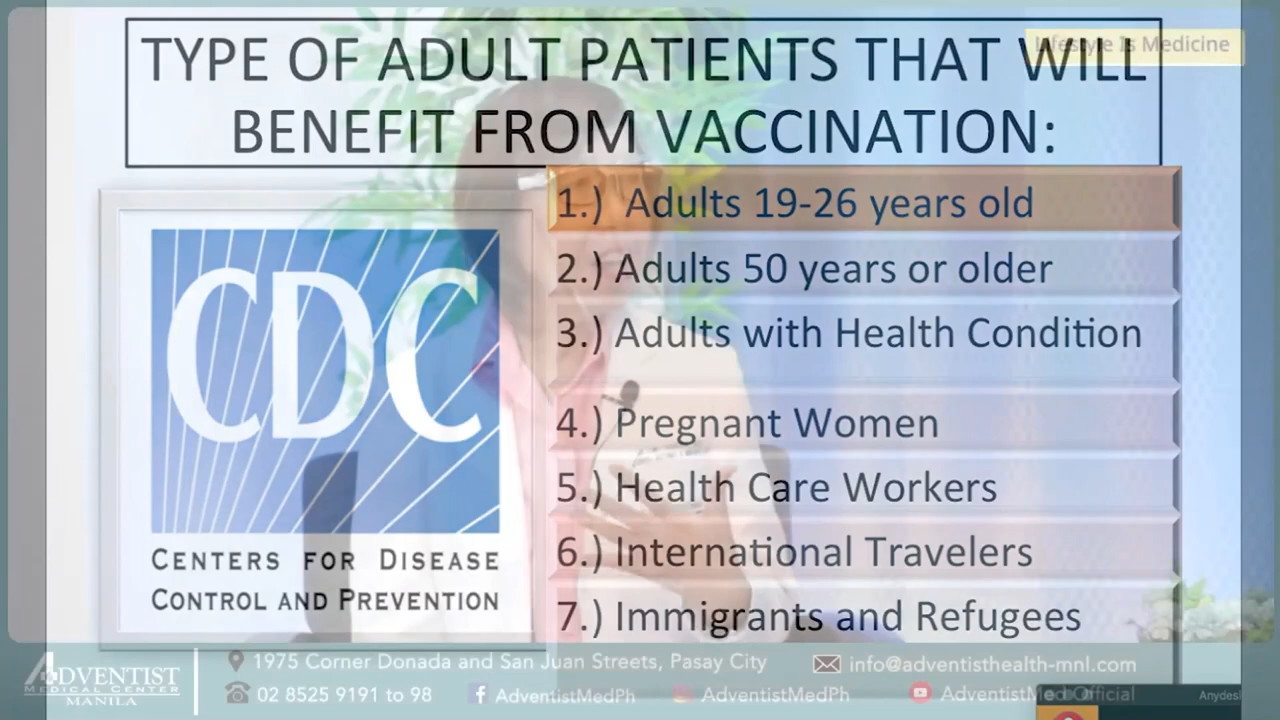 TYPE OF ADULT PATIENTS THAT WILL
BENEFIT FROM VACCINATION:
Lifestyle Is Medicine
1.) Adults 19-26 years old
2.) Adults 50 years or older
3.) Adults with Health Condition
4.) Pregnant Women
5.) Health Care Workers
6.) International Travelers
7.) Immigrants and Refugees
CDC
CENTERS FOR DISEASE
CONTROL AND PREVENTION
ADVENTIST
MEDICAL CENTER
MANILA
1975 Corner Donada and San Juan Streets, Pasay City
info@adventisthealth-mnl.com
02 8525 9191 to 98
AdventistMedPh
AdventistMedPh
AdventistMed Official